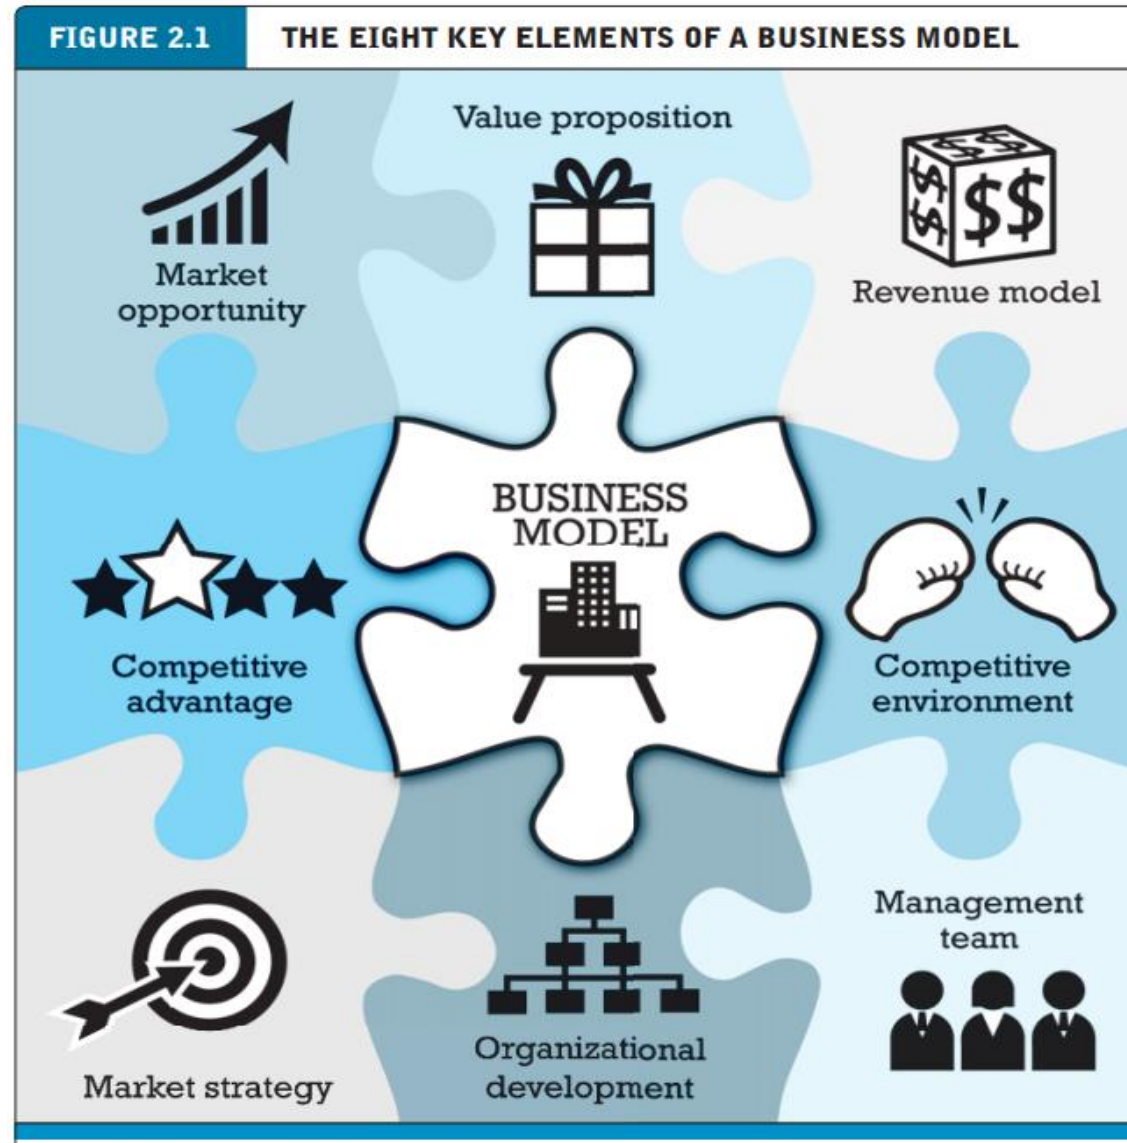 FIGURE 2.1
THE EIGHT KEY ELEMENTS OF A BUSINESS MODEL
Market
opportunity
Value proposition
$$
$$
$$
$$
Revenue model
Competitive
advantage
BUSINESS
MODEL
Competitive
environment
Market strategy
Organizational
development
Management
team